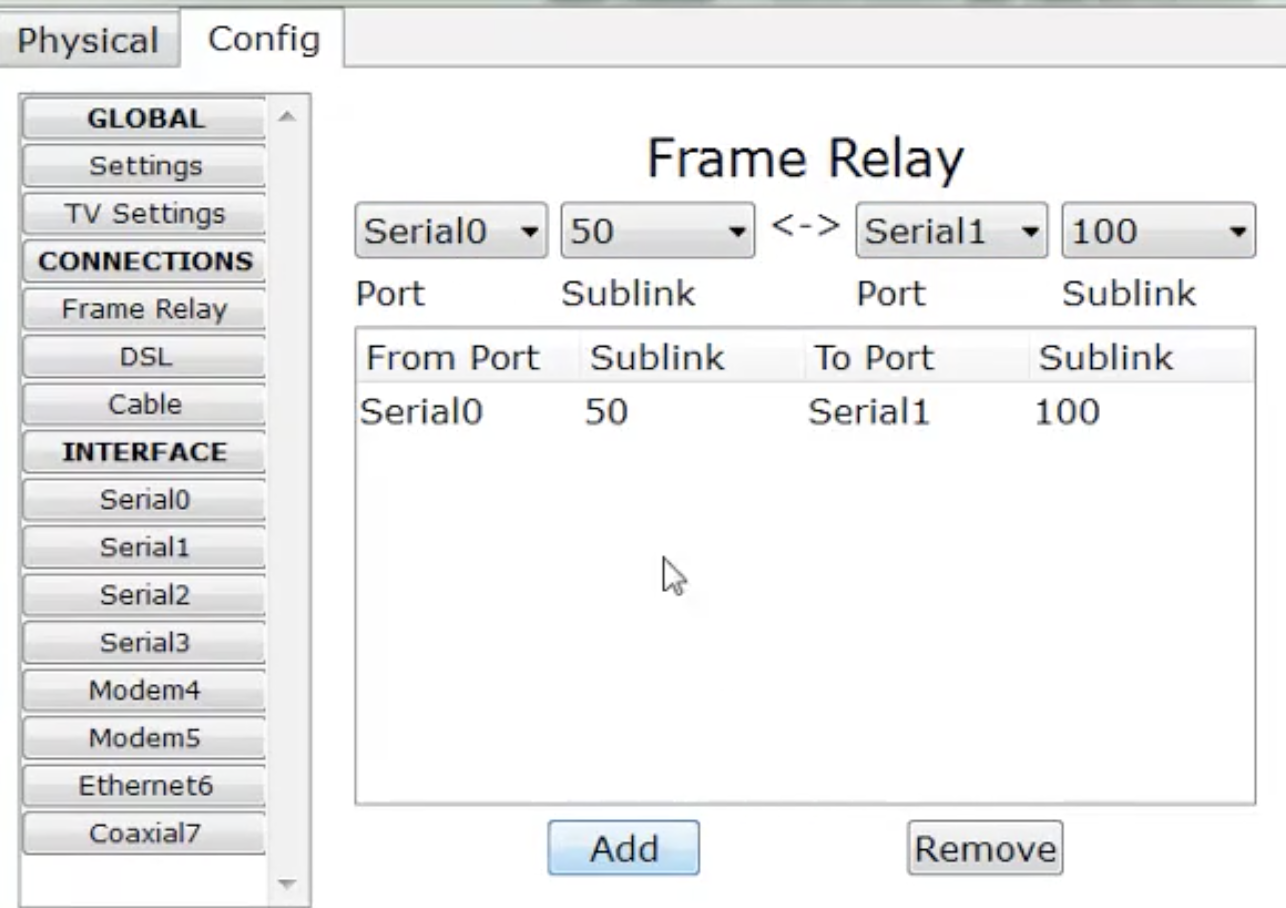 Physical
Config
GLOBAL
Settings
TV Settings
CONNECTIONS
Frame Relay
DSL
Cable
INTERFACE
Serial0
Serial1
Serial2
Serial3
Modem4
Modem5
Ethernet6
Coaxial7
Frame Relay
Serial0 50 <-> Serial1 100
Port Sublink Port Sublink
From Port Sublink To Port Sublink
Serial0 50 Serial1 100
Add Remove